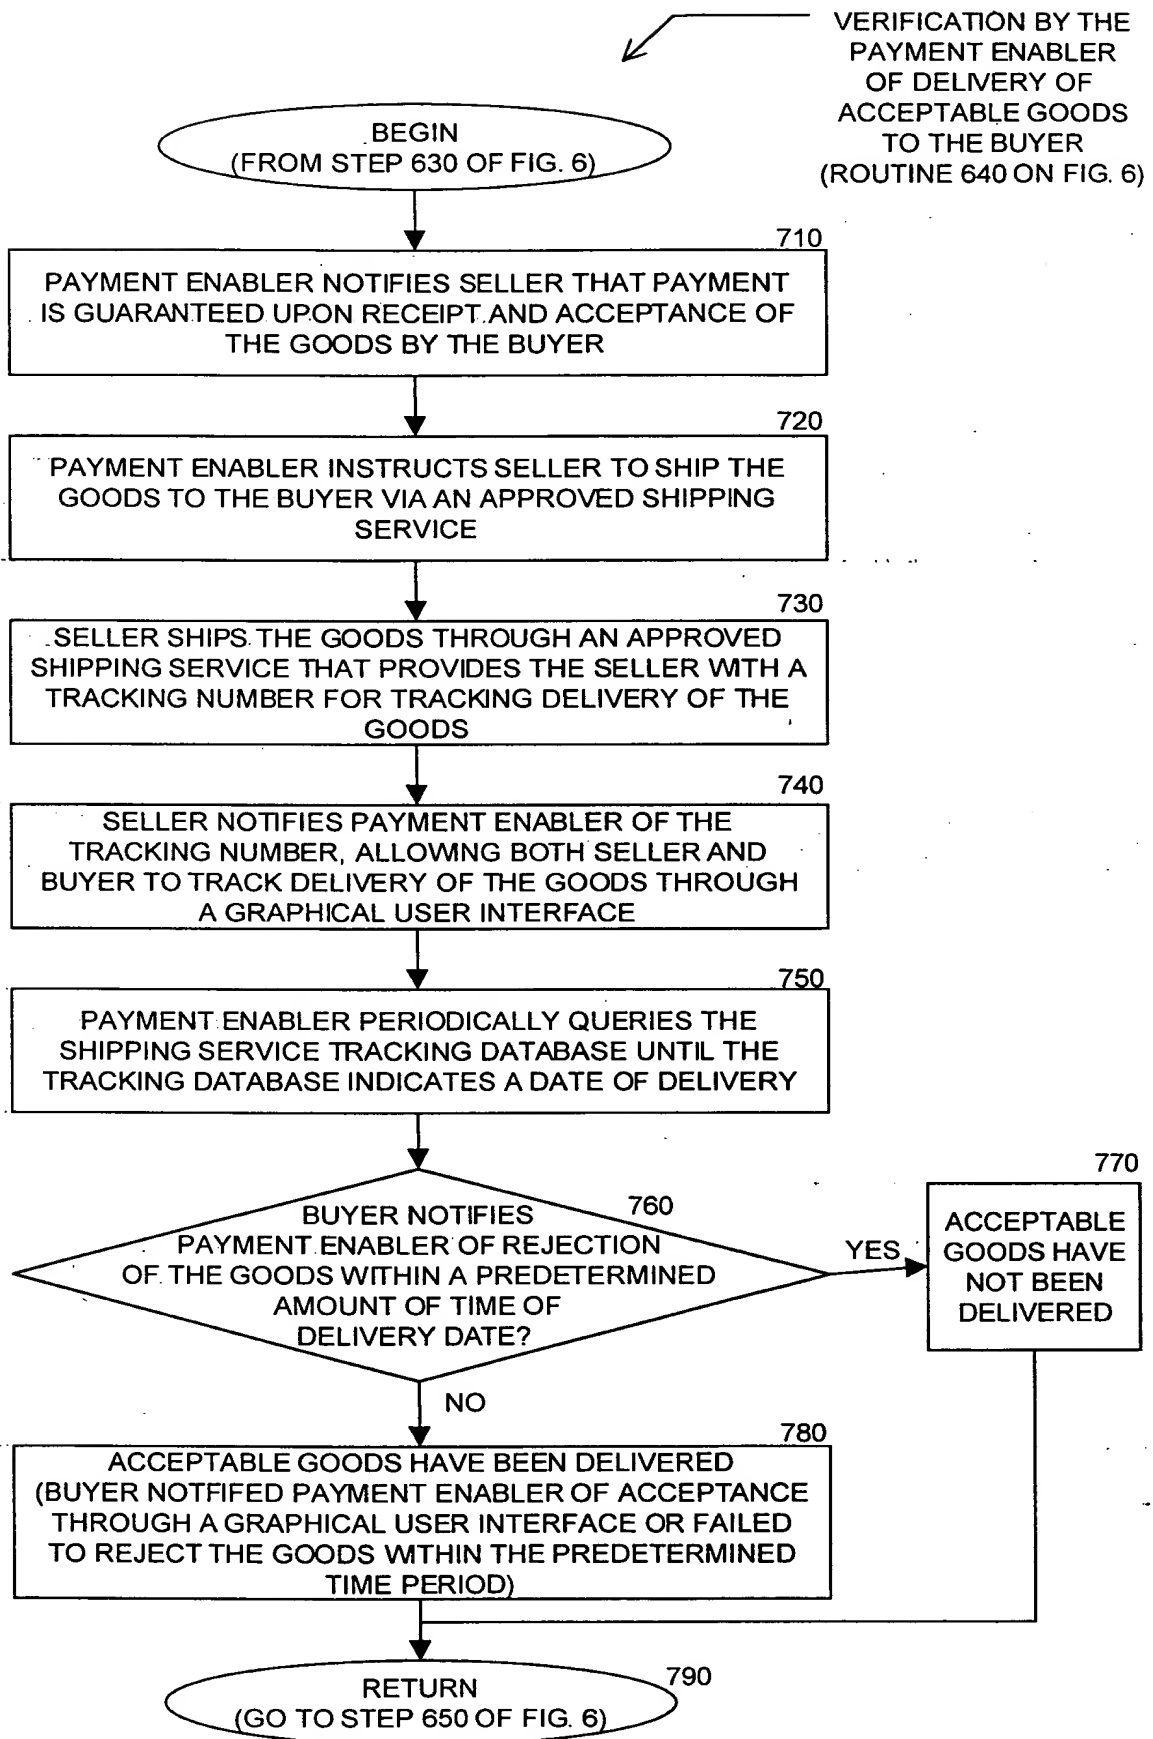 VERIFICATION BY THE
PAYMENT ENABLER
OF DELIVERY OF
ACCEPTABLE GOODS
TO THE BUYER
(ROUTINE 640 ON FIG. 6)
BEGIN
(FROM STEP 630 OF FIG. 6)
710
PAYMENT ENABLER NOTIFIES SELLER THAT PAYMENT
IS GUARANTEED UPON RECEIPT AND ACCEPTANCE OF
THE GOODS BY THE BUYER
720
PAYMENT ENABLER INSTRUCTS SELLER TO SHIP THE
GOODS TO THE BUYER VIA AN APPROVED SHIPPING
SERVICE
730
SELLER SHIPS THE GOODS THROUGH AN APPROVED
SHIPPING SERVICE THAT PROVIDES THE SELLER WITH A
TRACKING NUMBER FOR TRACKING DELIVERY OF THE
GOODS
740
SELLER NOTIFIES PAYMENT ENABLER OF THE
TRACKING NUMBER, ALLOWING BOTH SELLER AND
BUYER TO TRACK DELIVERY OF THE GOODS THROUGH
A GRAPHICAL USER INTERFACE
750
PAYMENT ENABLER PERIODICALLY QUERIES THE
SHIPPING SERVICE TRACKING DATABASE UNTIL THE
TRACKING DATABASE INDICATES A DATE OF DELIVERY
760
BUYER NOTIFIES
PAYMENT ENABLER OF REJECTION
OF THE GOODS WITHIN A PREDETERMINED
AMOUNT OF TIME OF
DELIVERY DATE?
YES
770
ACCEPTABLE
GOODS HAVE
NOT BEEN
DELIVERED
NO
780
ACCEPTABLE GOODS HAVE BEEN DELIVERED
(BUYER NOTFIFED PAYMENT ENABLER OF ACCEPTANCE
THROUGH A GRAPHICAL USER INTERFACE OR FAILED
TO REJECT THE GOODS WITHIN THE PREDETERMINED
TIME PERIOD)
790
RETURN
(GO TO STEP 650 OF FIG. 6)